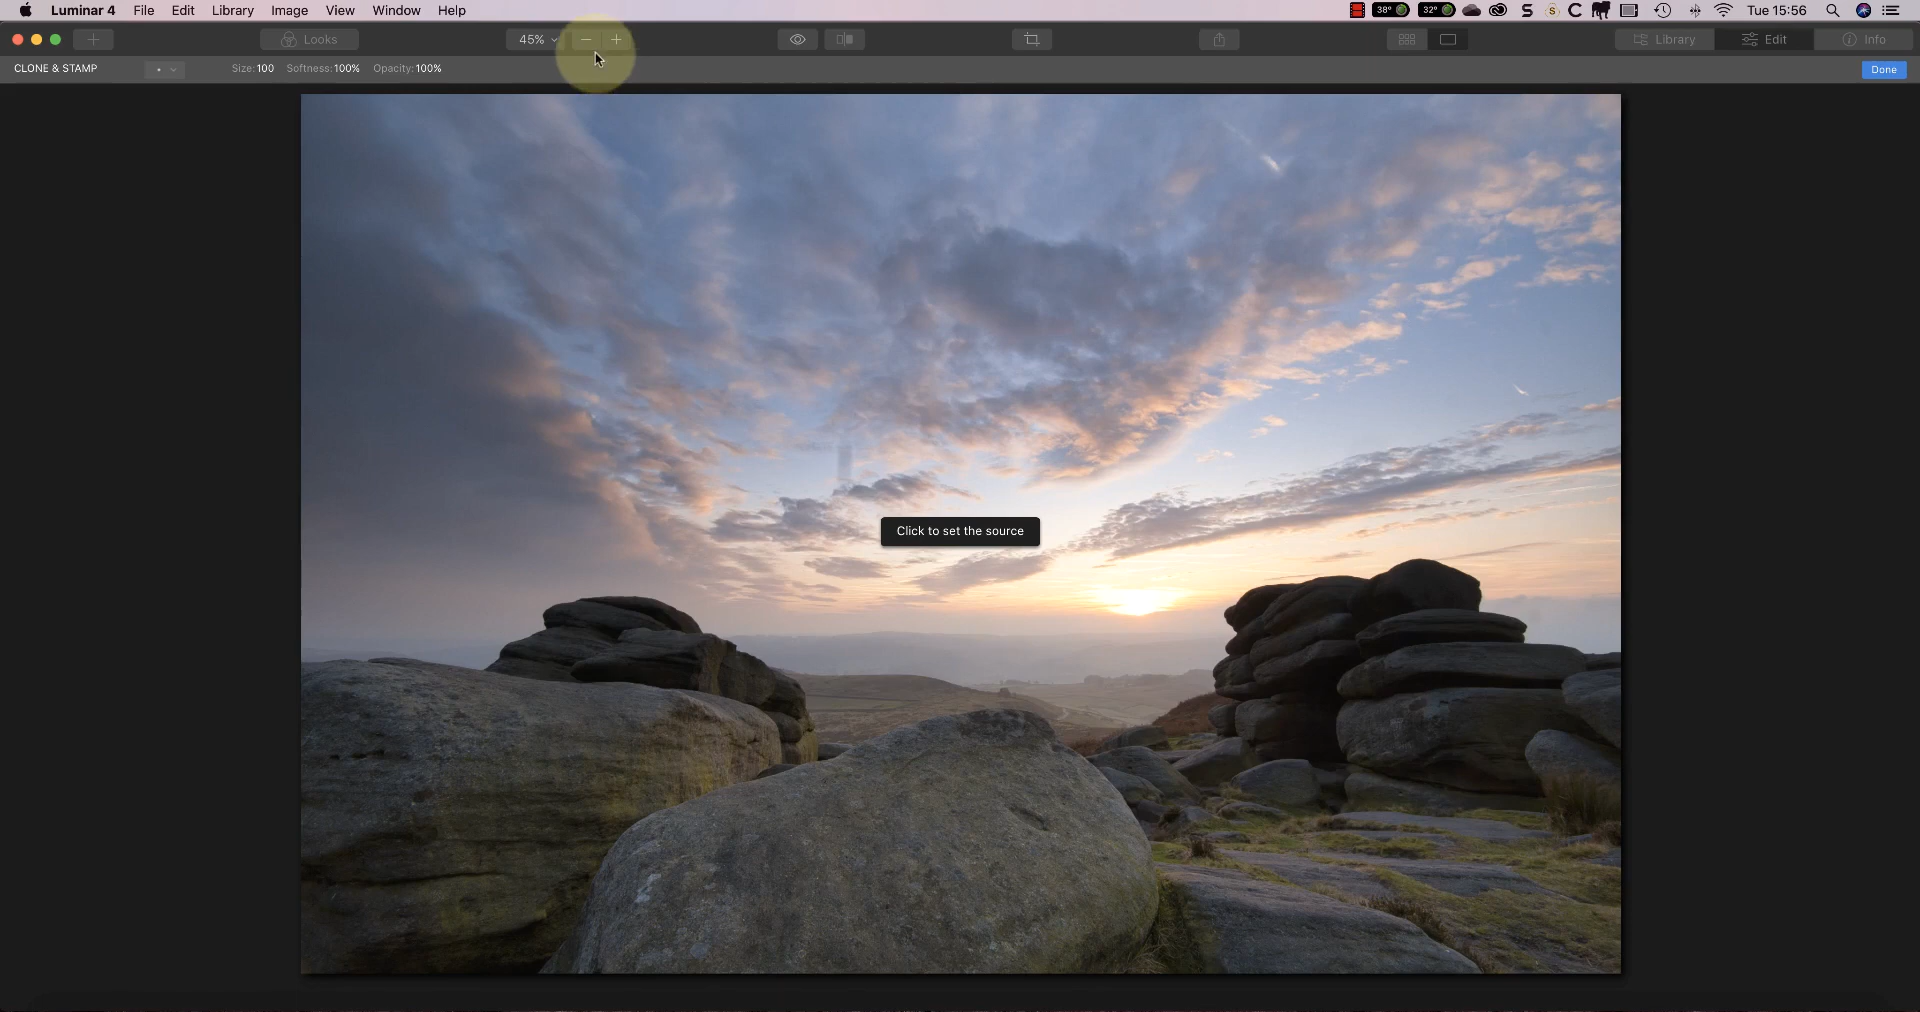 Luminar 4 File Edit Library Image View Window Help 38° 32° Tue 15:56
Looks 45% Library Edit Info
CLONE & STAMP Size:100 Softness:100% Opacity:100% Done
Click to set the source